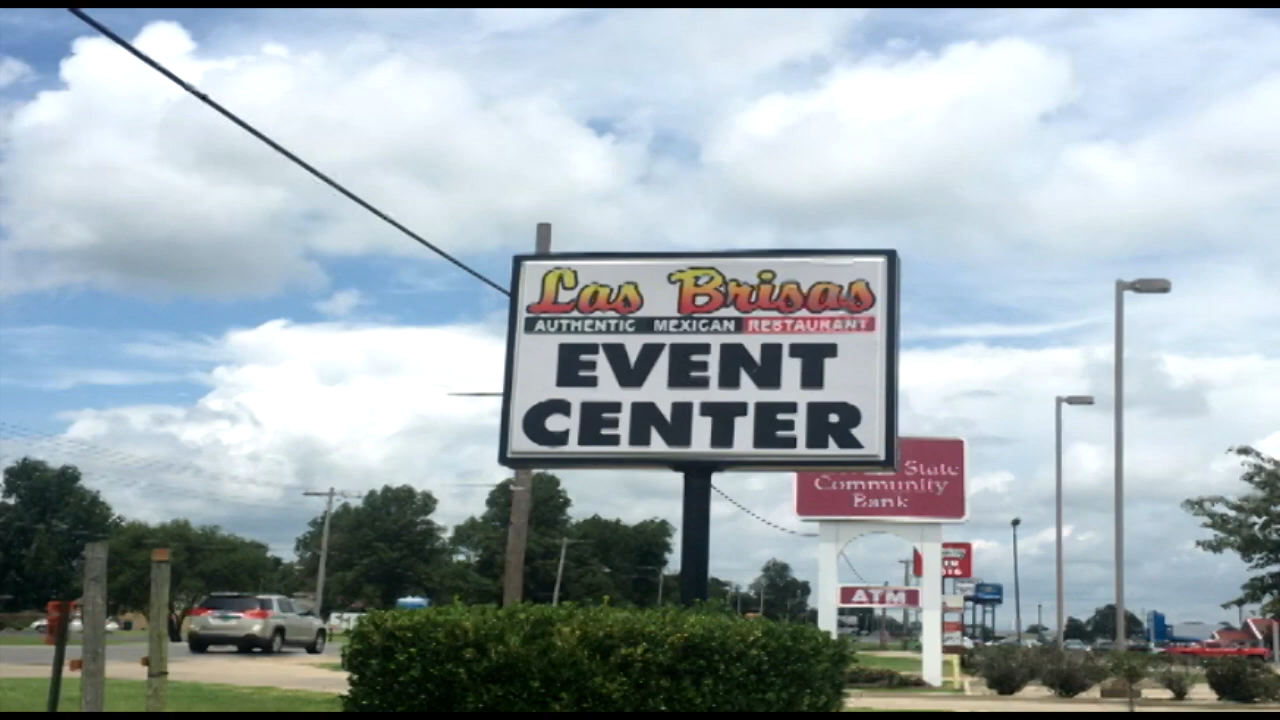 Las Brisas
AUTHENTIC MEXICAN RESTAURANT
EVENT
CENTER
State
Community
Bank
ATM